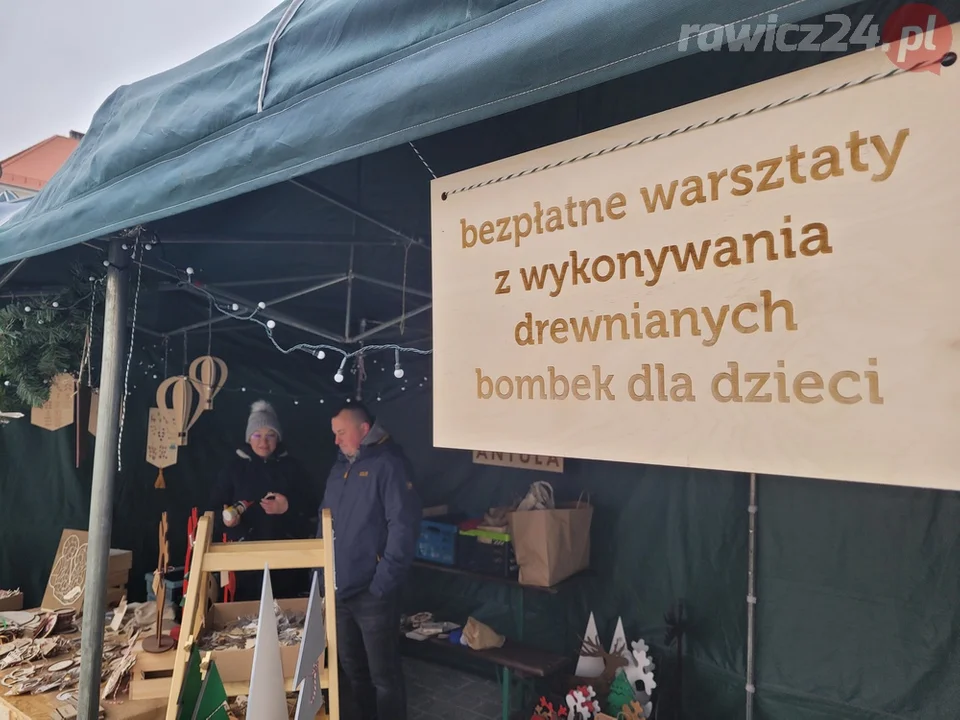 rawicz24.pl
bezpłatne warsztaty
z wykonywania
drewnianych
bombek dla dzieci
ANTULA